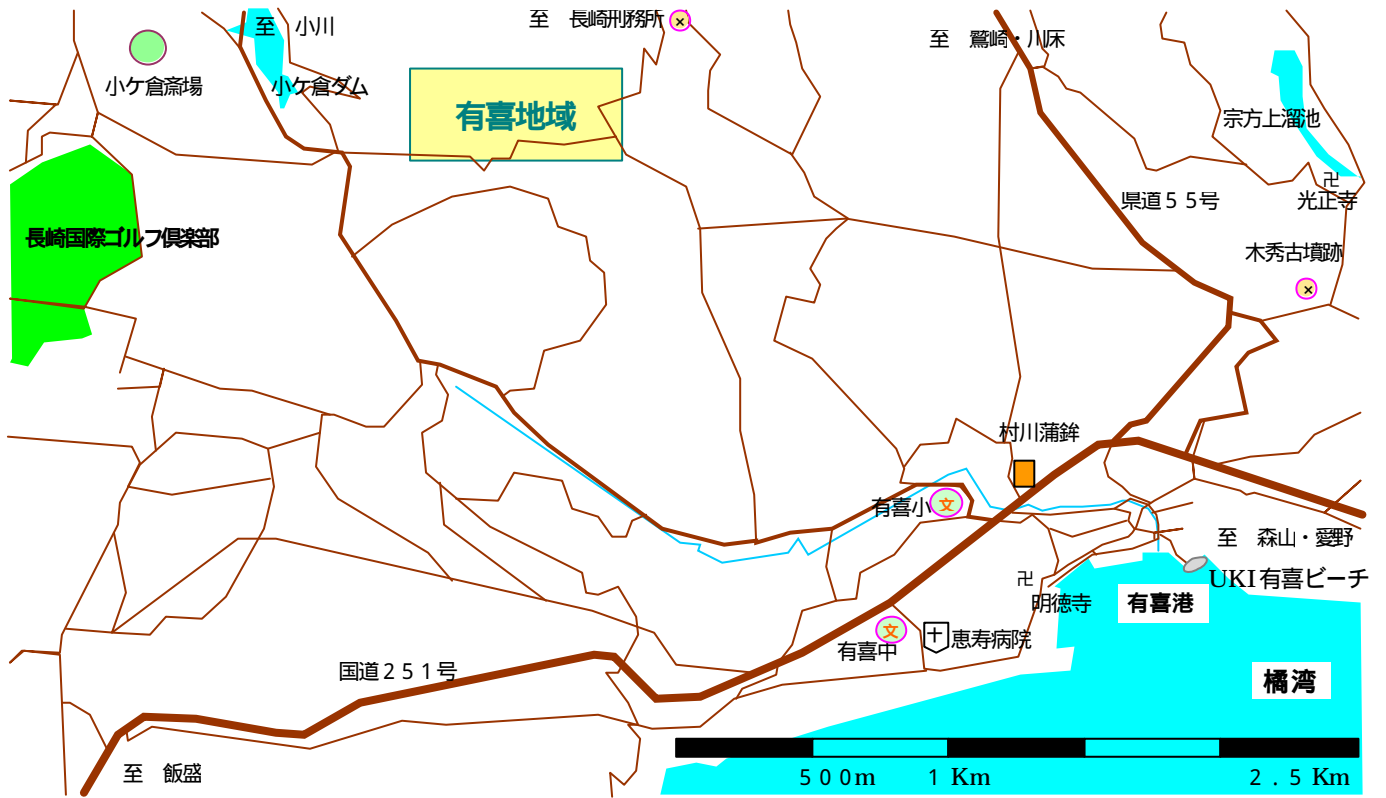 至　小川
至　長崎刑務所
至　鷲崎・川床
小ケ倉斎場
小ケ倉ダム
有喜地域
宗方上溜池
卍
光正寺
県道５５号
長崎国際ゴルフ倶楽部
木秀古墳跡
村川蒲鉾
有喜小
文
至　森山・愛野
UKI有喜ビーチ
卍
明徳寺
有喜港
文
有喜中
恵寿病院
国道２５１号
橘湾
至　飯盛
５００m　１Km　２.５Km